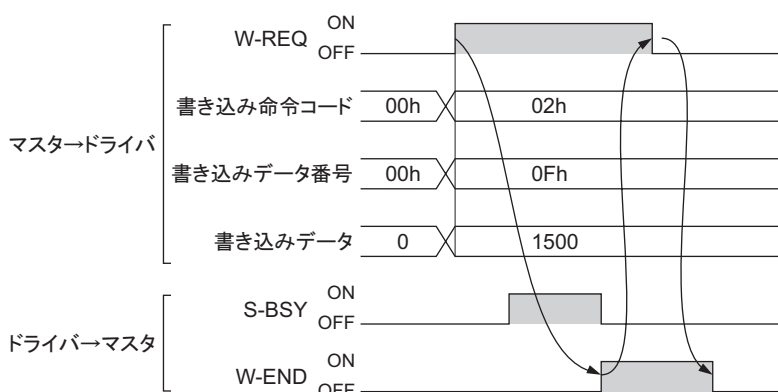 マスタ→ドライバ
W-REQ ON
OFF
書き込み命令コード 00h 02h
書き込みデータ番号 00h 0Fh
書き込みデータ 0 1500
ドライバ→マスタ
S-BSY ON
OFF
W-END ON
OFF